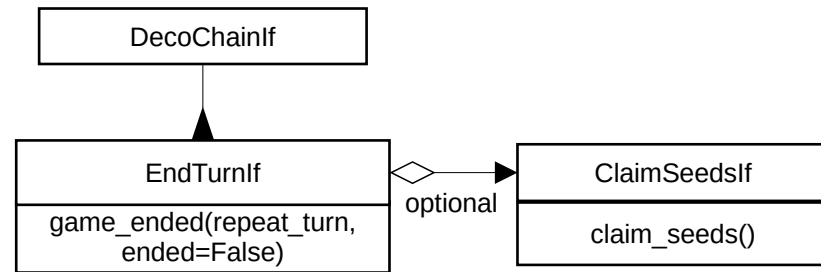 DecoChainIf
EndTurnIf
game_ended(repeat_turn,
ended=False)
optional
ClaimSeedsIf
claim_seeds()